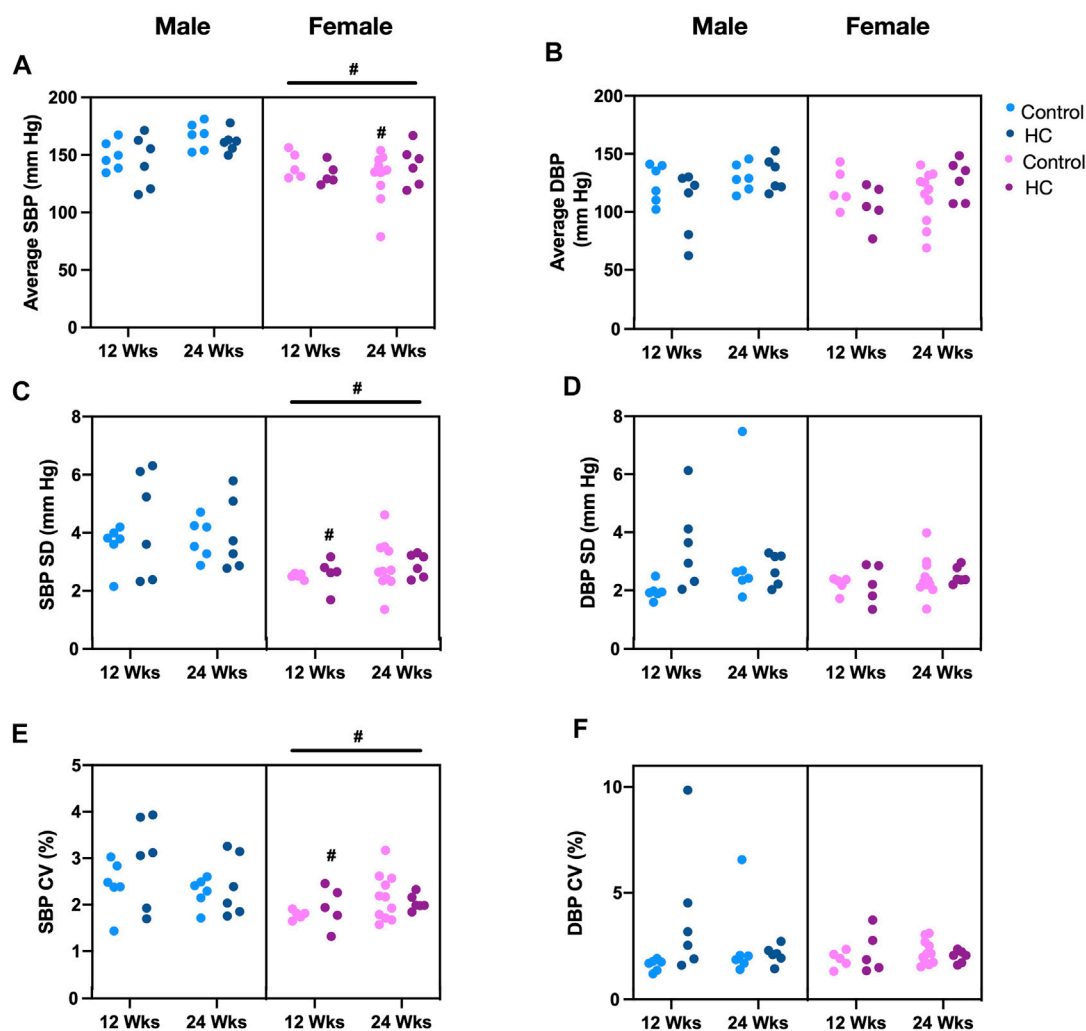 Male Female Male Female
A # B
Average SBP (mm Hg)
200
150
100
50
0
#
12 Wks 24 Wks 12 Wks 24 Wks
Average DBP
(mm Hg)
200
150
100
50
0
12 Wks 24 Wks 12 Wks 24 Wks
Control
HC
Control
HC
C # D
SBP SD (mm Hg)
8
6
4
2
0
#
12 Wks 24 Wks 12 Wks 24 Wks
DBP SD (mm Hg)
8
6
4
2
0
12 Wks 24 Wks 12 Wks 24 Wks
E # F
SBP CV (%)
5
4
3
2
1
0
#
12 Wks 24 Wks 12 Wks 24 Wks
DBP CV (%)
10
5
0
12 Wks 24 Wks 12 Wks 24 Wks